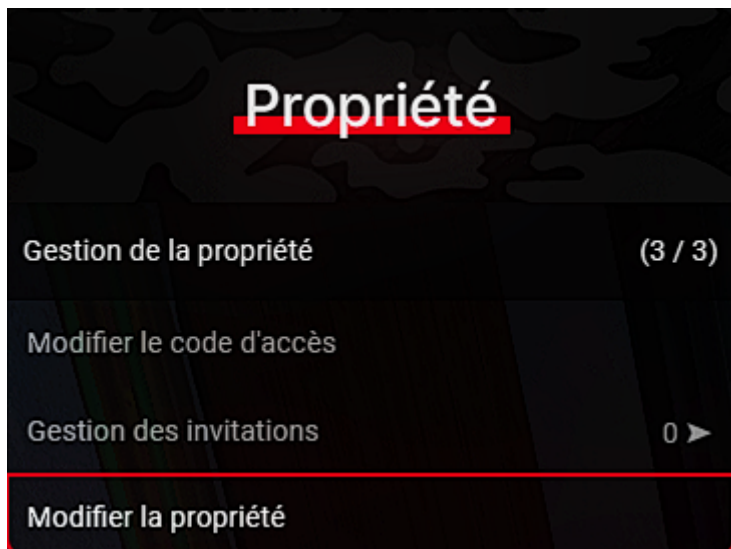 Propriété
Gestion de la propriété (3 / 3)
Modifier le code d'accès
Gestion des invitations 0 ➤
Modifier la propriété